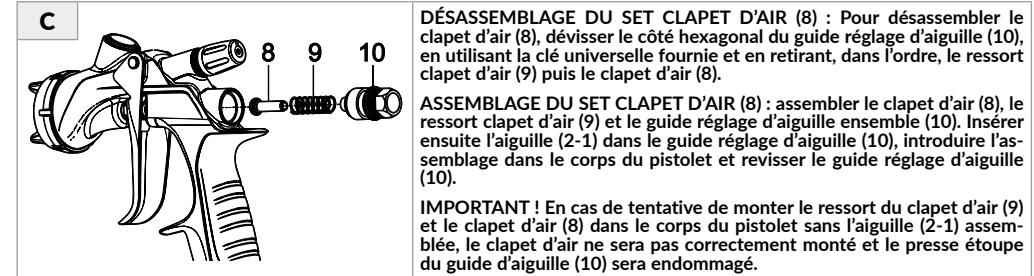 C
8 9 10
DÉSASSEMBLAGE DU SET CLAPET D’AIR (8) : Pour désassembler le
clapet d’air (8), dévisser le côté hexagonal du guide réglage d’aiguille (10),
en utilisant la clé universelle fournie et en retirant, dans l’ordre, le ressort
clapet d’air (9) puis le clapet d’air (8).
ASSEMBLAGE DU SET CLAPET D’AIR (8) : assembler le clapet d’air (8), le
ressort clapet d’air (9) et le guide réglage d’aiguille ensemble (10). Insérer
ensuite l’aiguille (2-1) dans le guide réglage d’aiguille (10), introduire l’as-
semblage dans le corps du pistolet et revisser le guide réglage d’aiguille
(10).
IMPORTANT ! En cas de tentative de monter le ressort du clapet d’air (9)
et le clapet d’air (8) dans le corps du pistolet sans l’aiguille (2-1) assem-
blée, le clapet d’air ne sera pas correctement monté et le presse étoupe
du guide d’aiguille (10) sera endommagé.